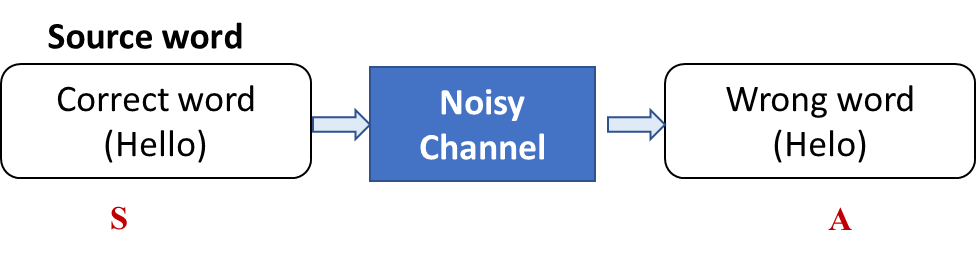 Source word
Correct word
(Hello)
Noisy
Channel
Wrong word
(Helo)
S
A